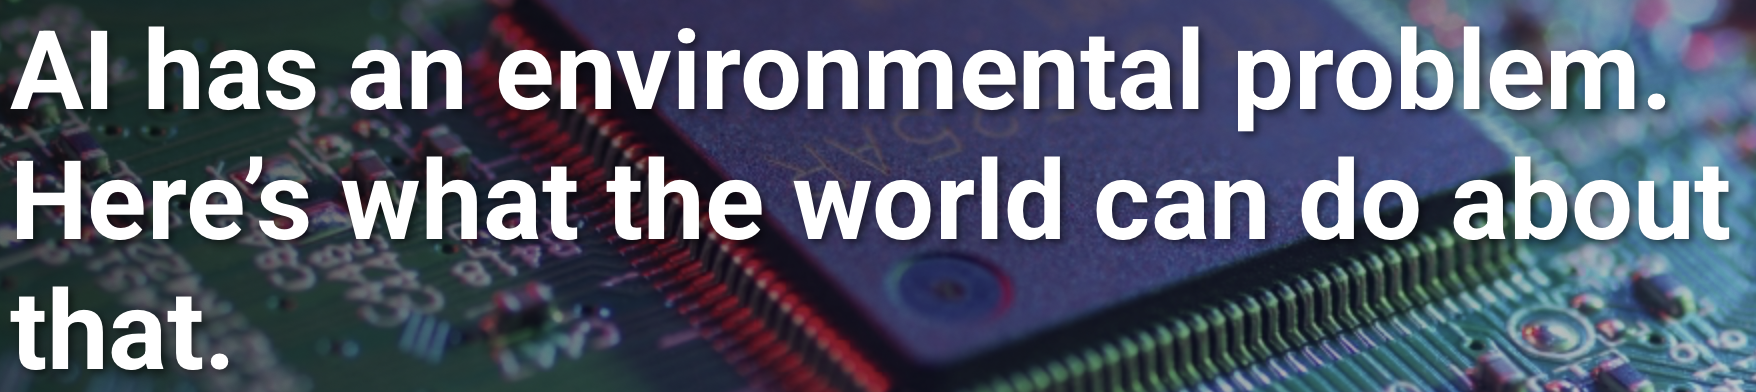 AI has an environmental problem.
Here’s what the world can do about
that.